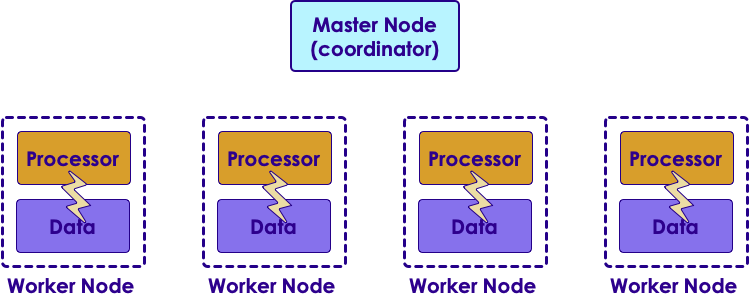 Master Node
(coordinator)
Processor
Processor
Processor
Processor
Data
Data
Data
Data
Worker Node
Worker Node
Worker Node
Worker Node